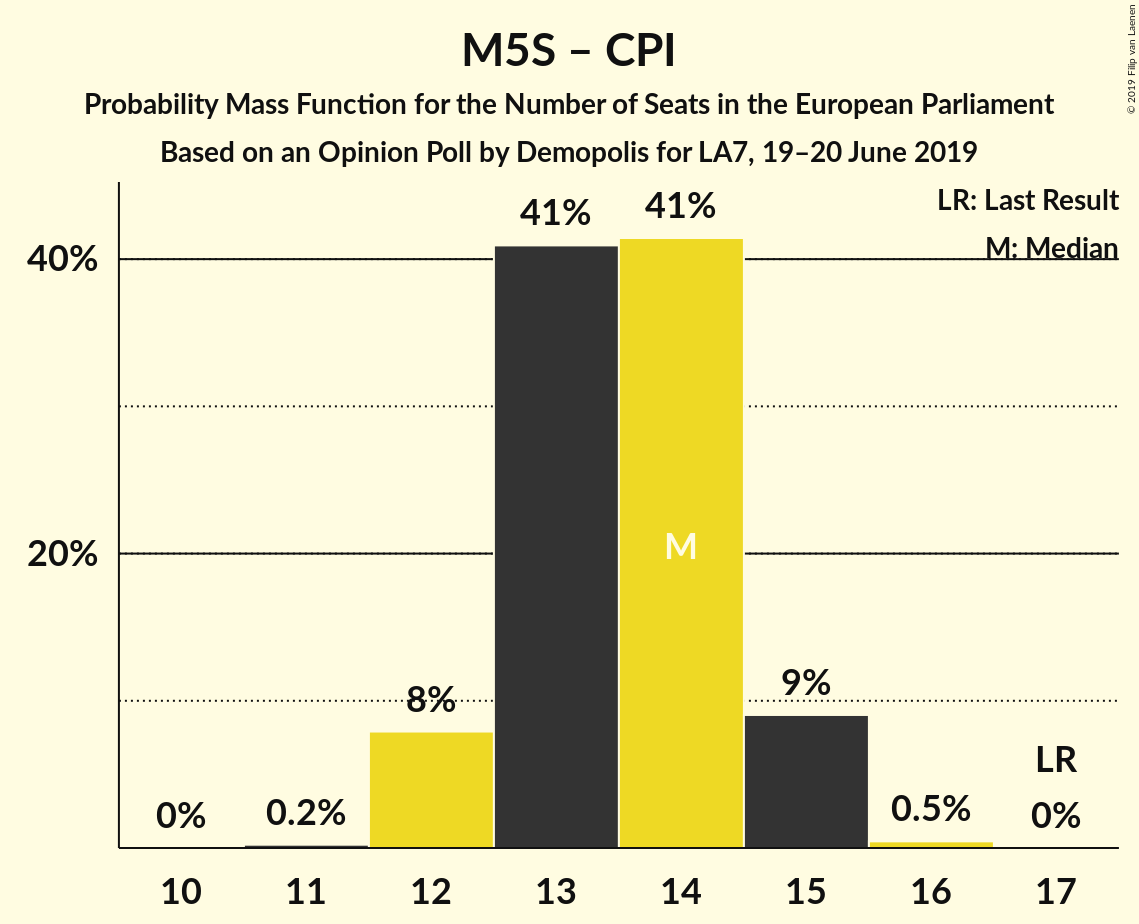 M5S – CPI
Probability Mass Function for the Number of Seats in the European Parliament
Based on an Opinion Poll by Demopolis for LA7, 19–20 June 2019
© 2019 Filip van Laenen
LR: Last Result
M: Median
40%
20%
0%
0.2%
8%
41%
41%
M
9%
0.5%
LR
0%
10 11 12 13 14 15 16 17